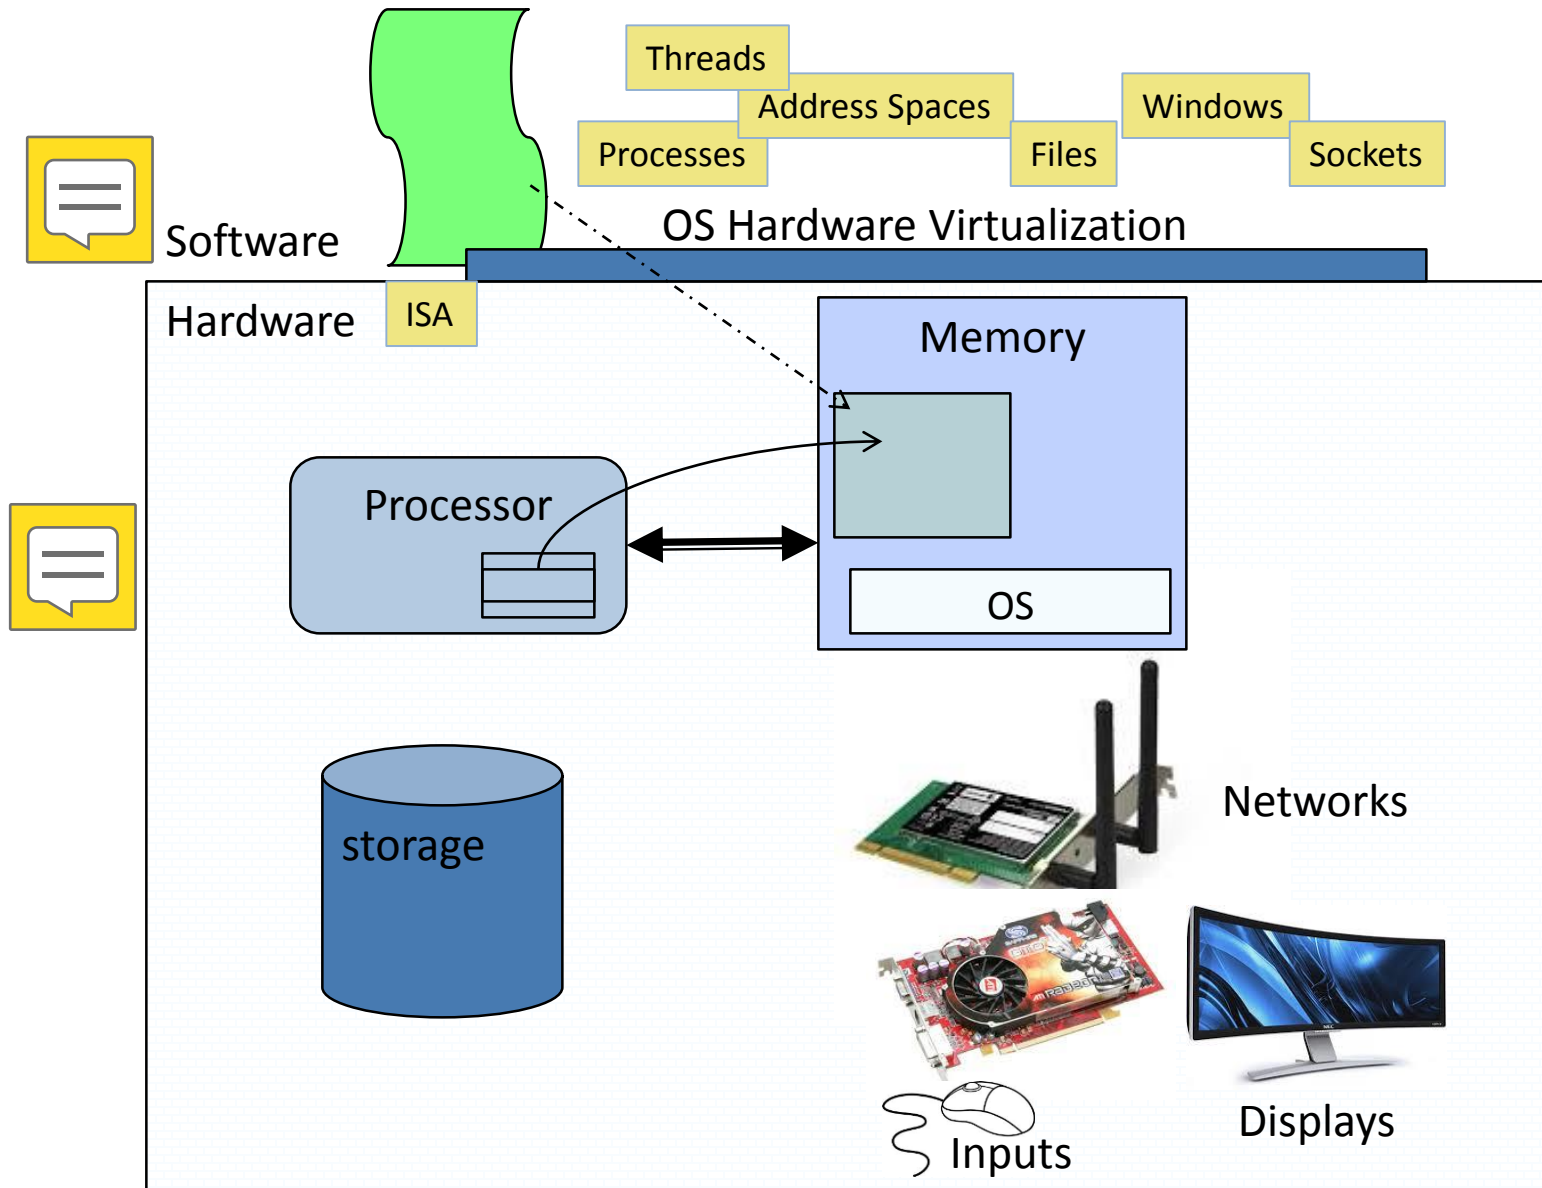 Threads
Address Spaces
Windows
Processes
Files
Sockets
Software
OS Hardware Virtualization
Hardware
ISA
Memory
Processor
OS
storage
Networks
Displays
Inputs